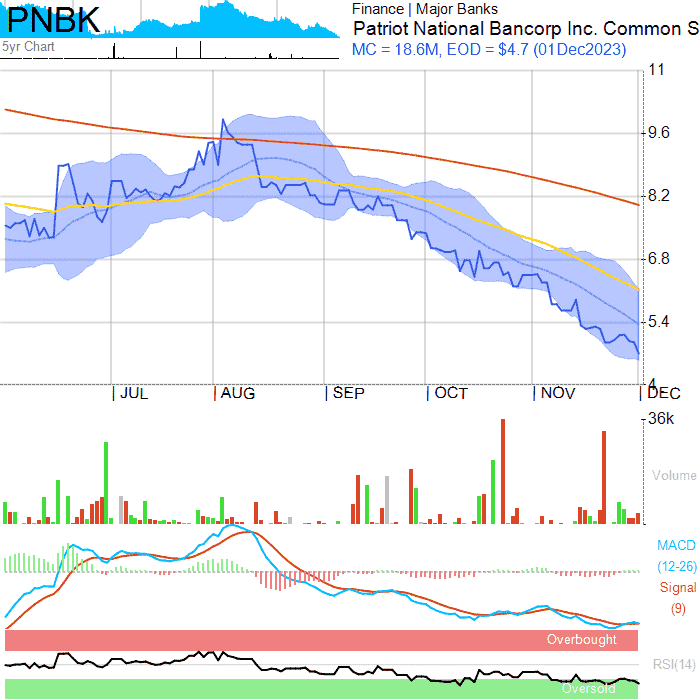 PNBK
5yr Chart
Finance | Major Banks
Patriot National Bancorp Inc. Common S
MC = 18.6M, EOD = $4.7 (01Dec2023)
11
9.6
8.2
6.8
5.4
4
JUL
AUG
SEP
OCT
NOV
DEC
36k
Volume
MACD
(12-26)
Signal
(9)
Overbought
RSI(14)
Oversold